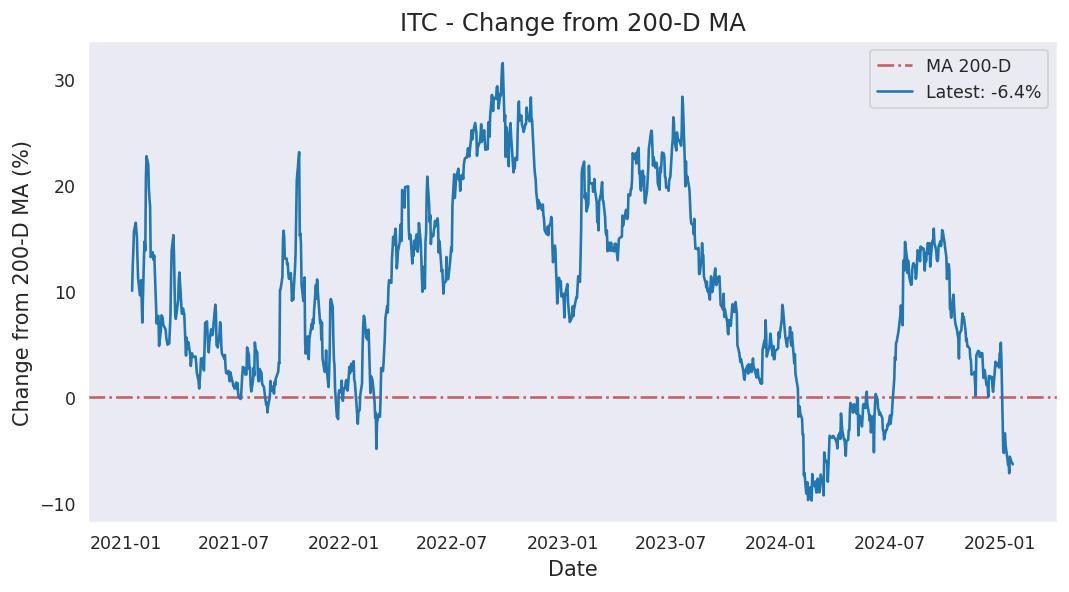 ITC - Change from 200-D MA
MA 200-D
Latest: -6.4%
Change from 200-D MA (%)
30
20
10
0
−10
2021-01
2021-07
2022-01
2022-07
2023-01
2023-07
2024-01
2024-07
2025-01
Date